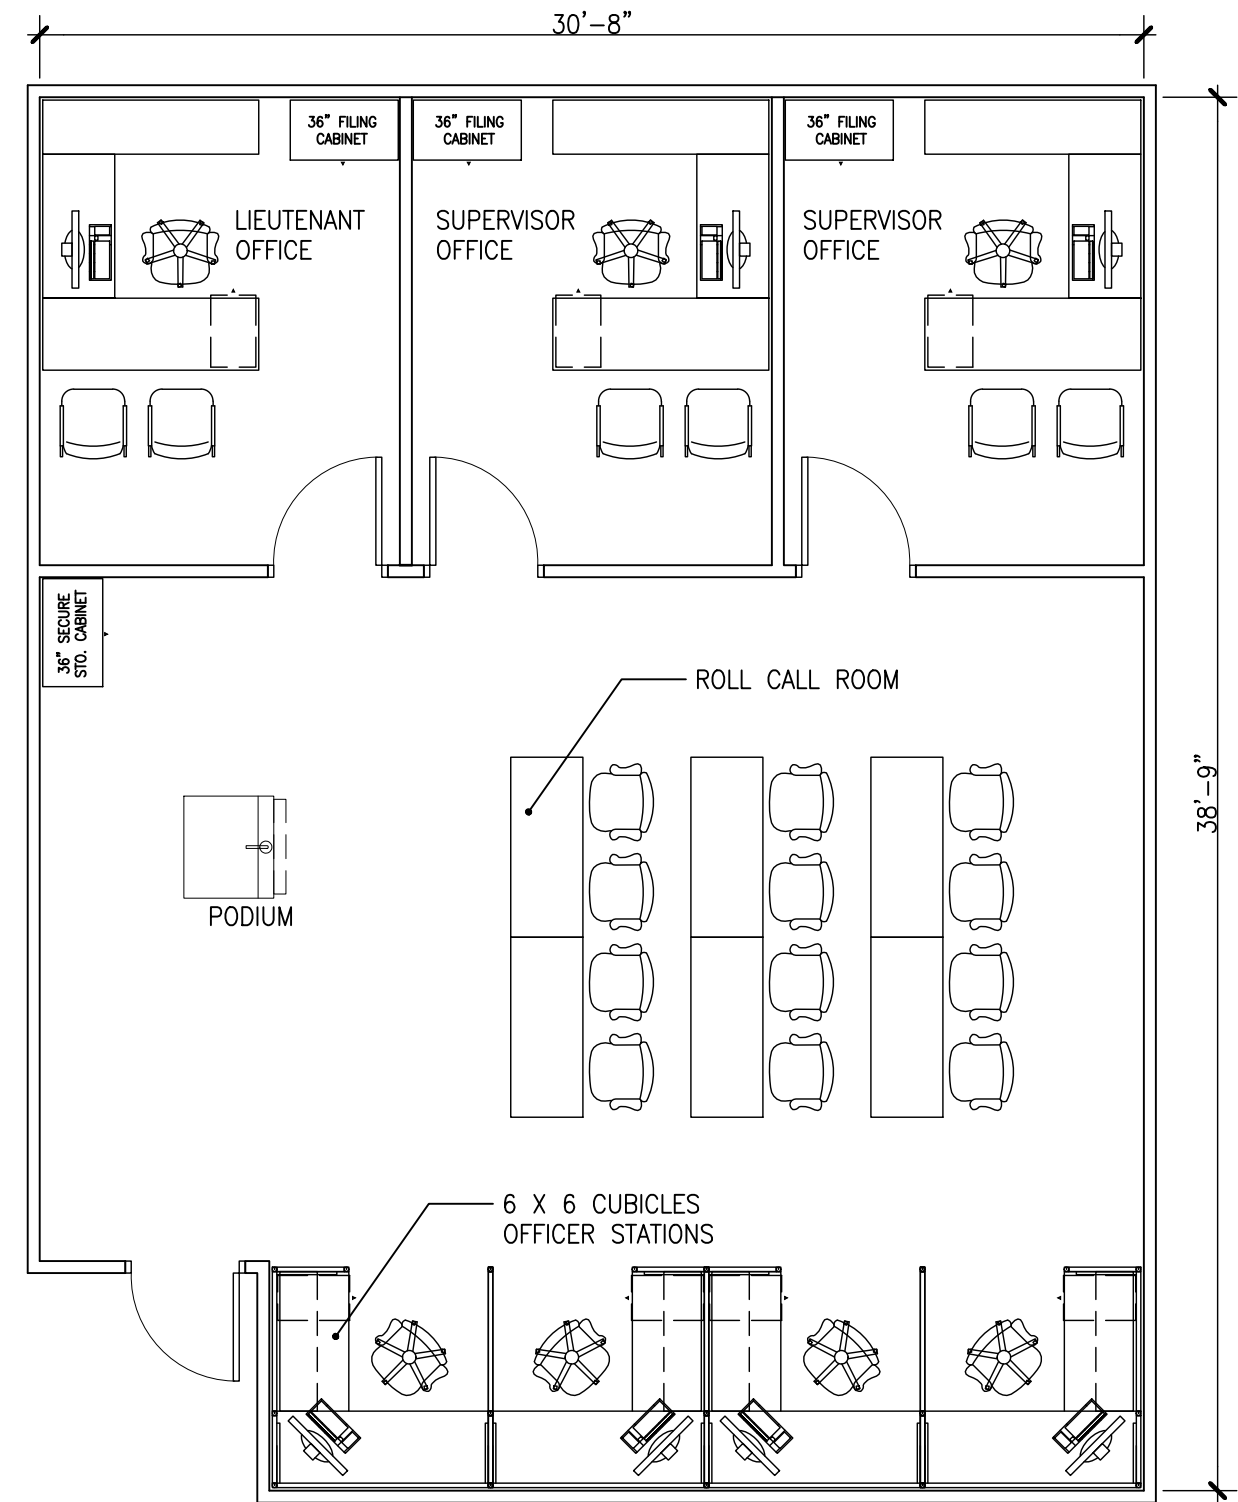 30'-8"
36" FILING
CABINET
36" FILING
CABINET
36" FILING
CABINET
LIEUTENANT
OFFICE
SUPERVISOR
OFFICE
SUPERVISOR
OFFICE
36" SECURE
STO. CABINET
ROLL CALL ROOM
38'-9"
PODIUM
6 X 6 CUBICLES
OFFICER STATIONS